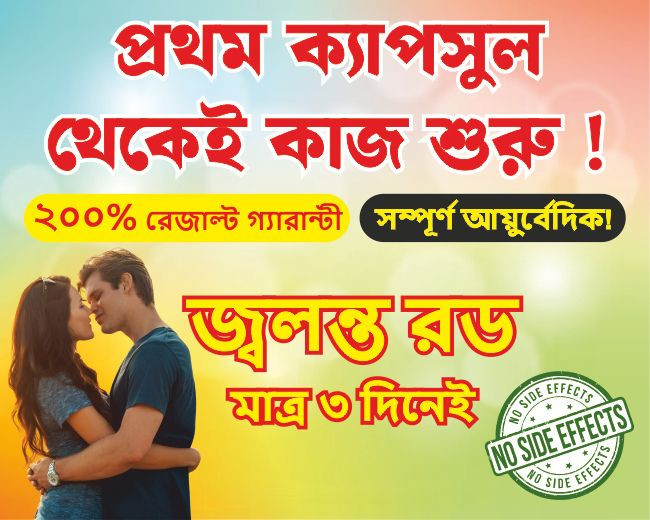 প্রথম ক্যাপসুল
থেকেই কাজ শুরু !
২০০% রেজাল্ট গ্যারান্টী
সম্পূর্ণ আয়ুর্বেদিক!
জ্বলন্ত রড
মাত্র ৩ দিনেই
NO SIDE EFFECTS
NO SIDE EFFECTS
NO SIDE EFFECTS